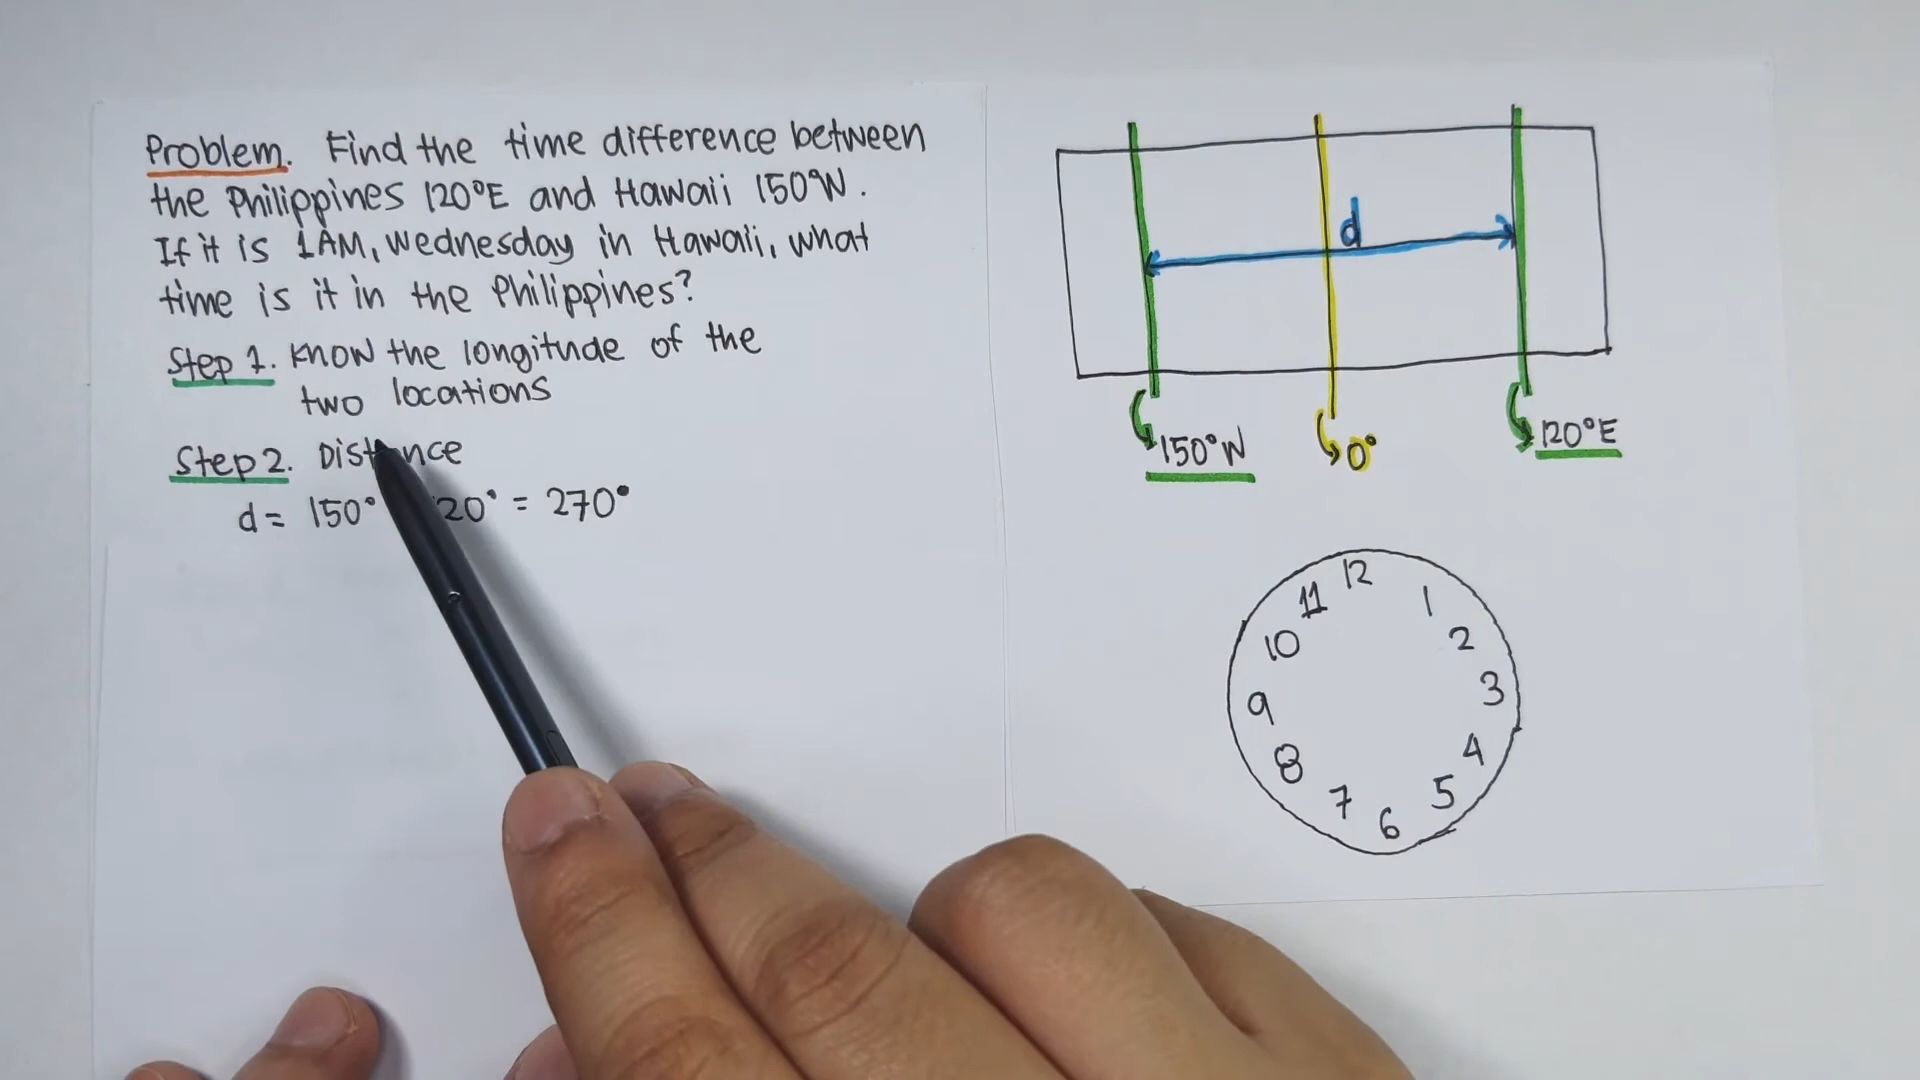 Problem. Find the time difference between
the Philippines 120°E and Hawaii 150°W.
If it is 1AM, Wednesday in Hawaii, what
time is it in the Philippines?
Step 1. Know the longitude of the
two locations
Step 2. Distance
d = 150° 20° = 270°
d
150°W
0°
120°E
12
11
1
10
2
9
3
8
4
7
5
6